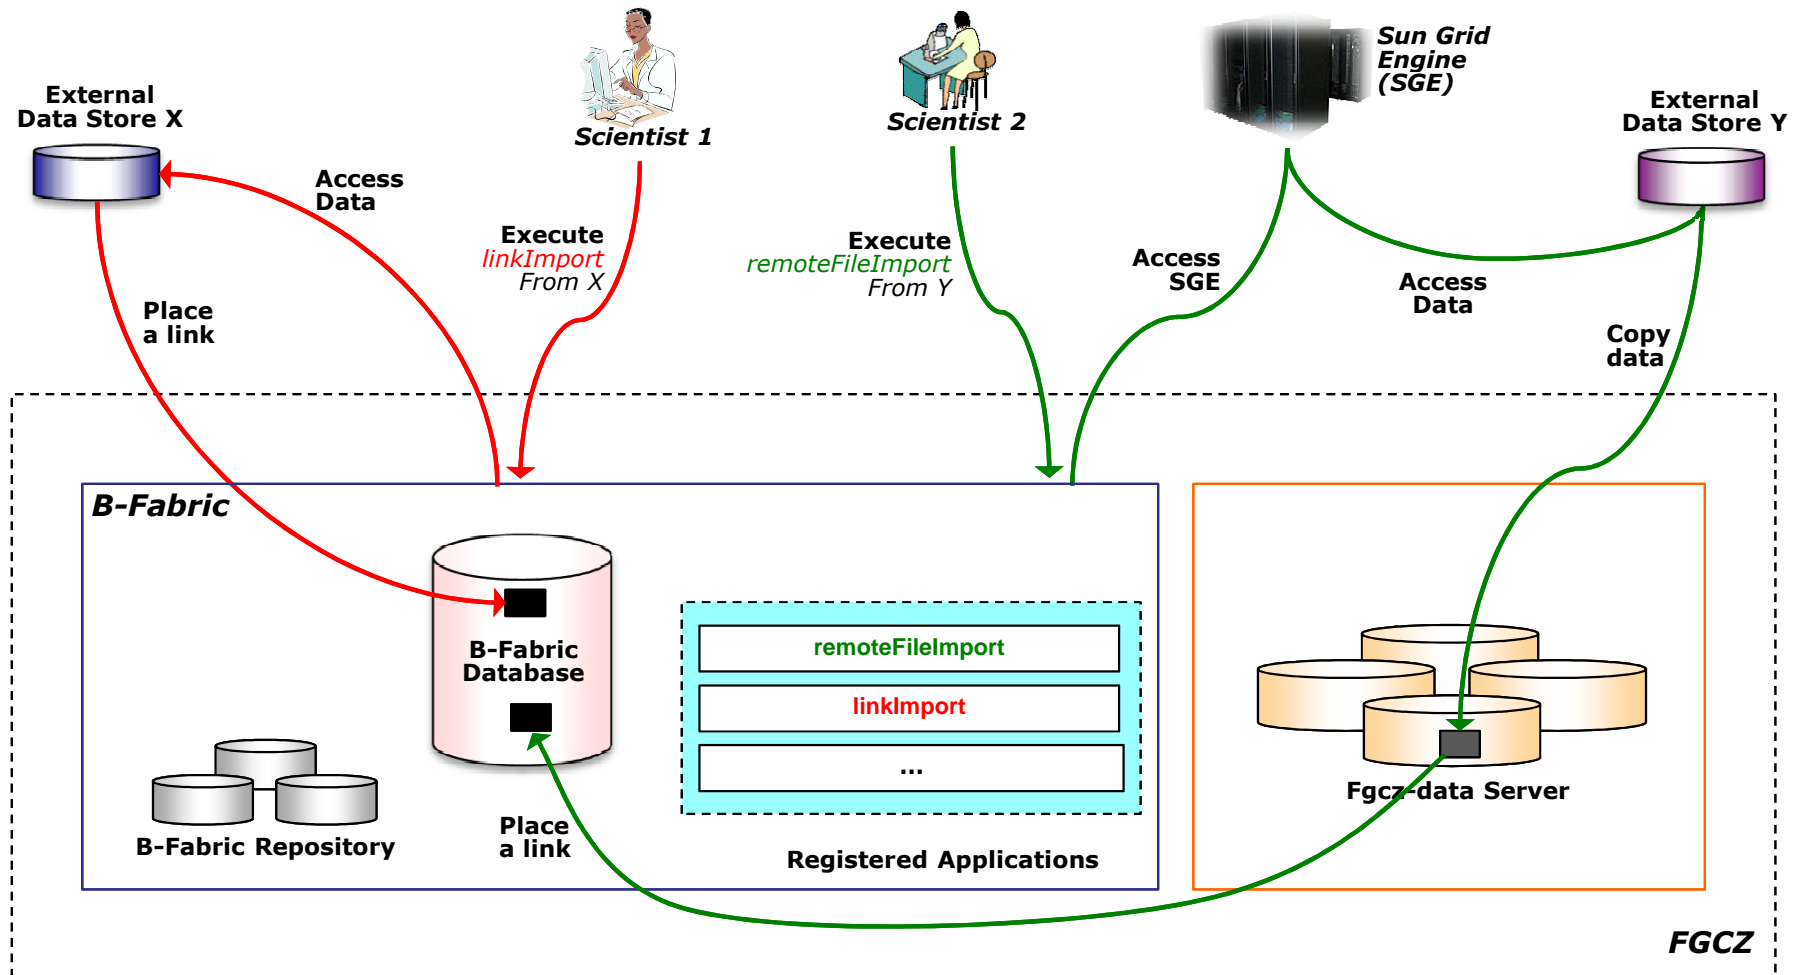 External
Data Store X
Scientist 1
Scientist 2
Sun Grid
Engine
(SGE)
External
Data Store Y
Access
Data
Execute
linkImport
From X
Execute
remoteFileImport
From Y
Access
SGE
Access
Data
Place
a link
Copy
data
B-Fabric
B-Fabric
Database
remoteFileImport
linkImport
...
Registered Applications
B-Fabric Repository
Place
a link
Fgcz-data Server
FGCZ